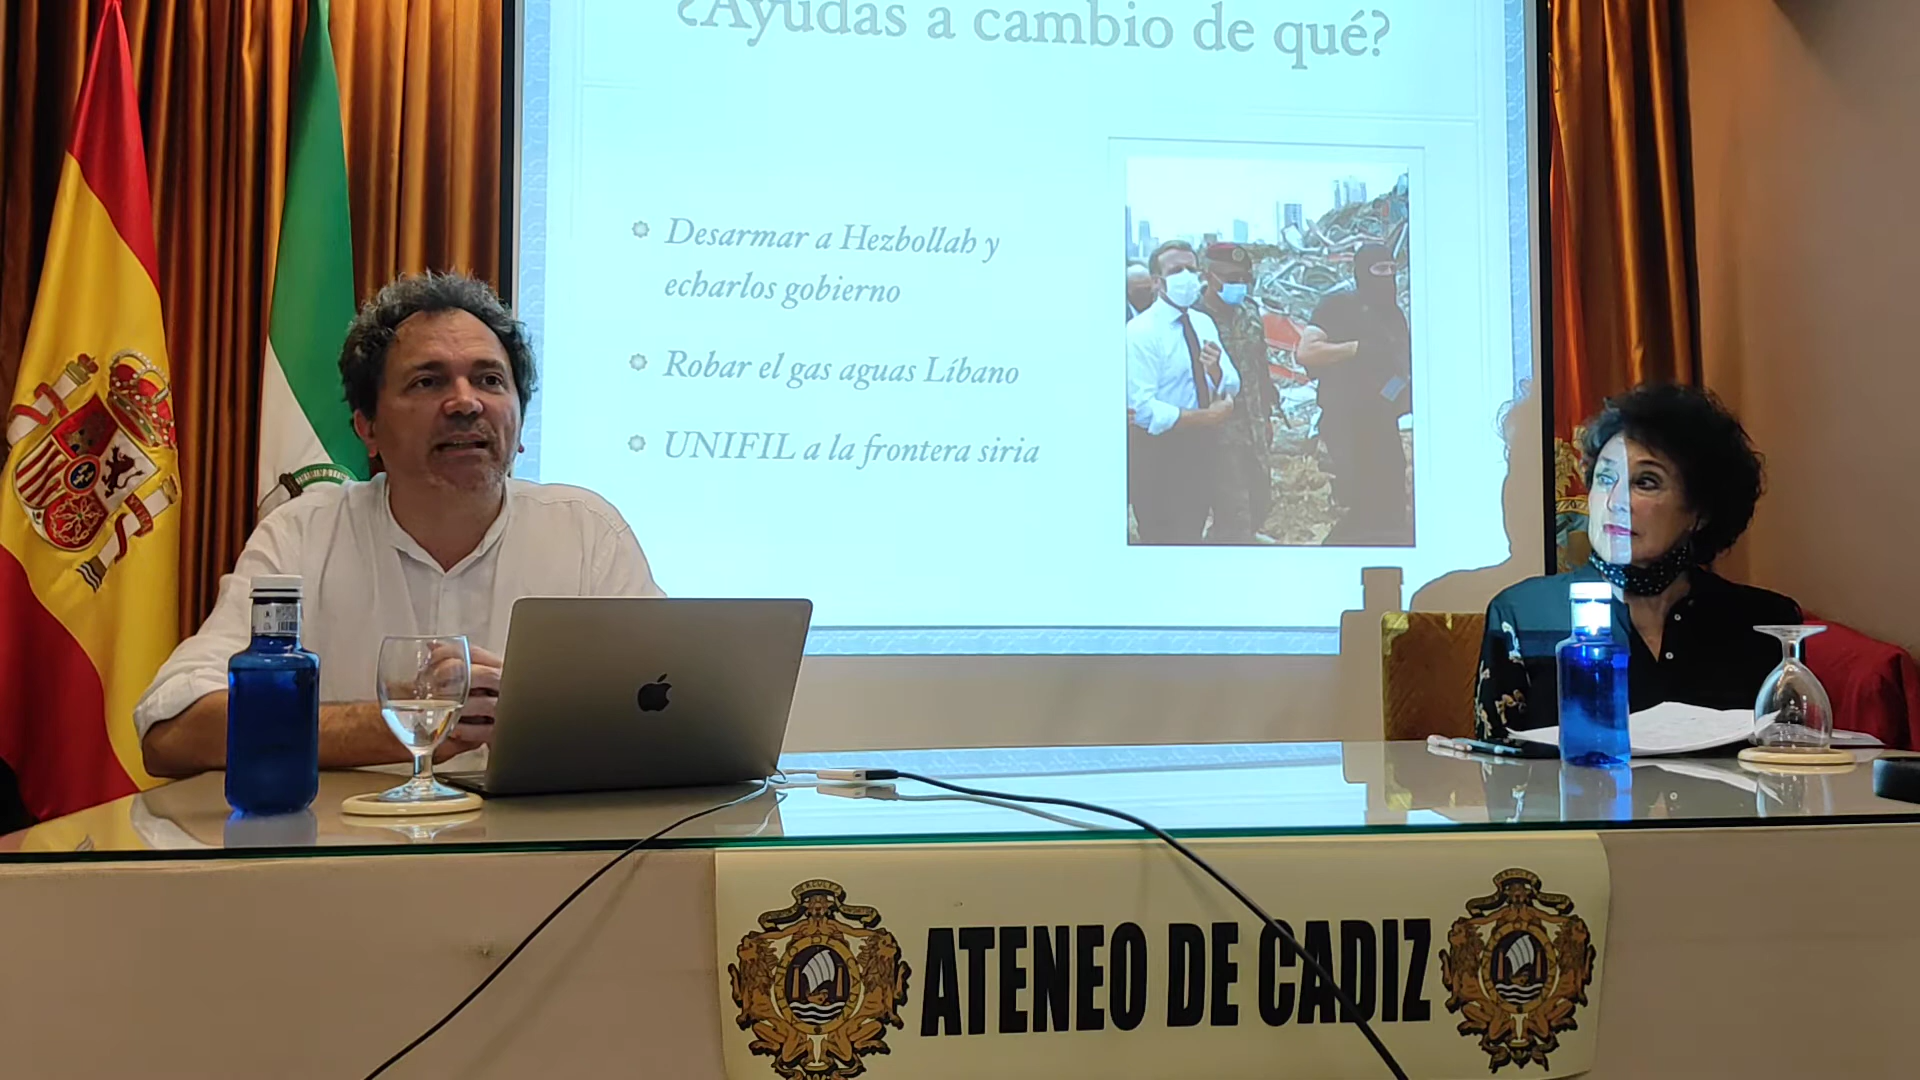 ¿Ayudas a cambio de qué?
Desarmar a Hezbollah y
echarlos gobierno
Robar el gas aguas Líbano
UNIFIL a la frontera siria
ATENEO DE CADIZ